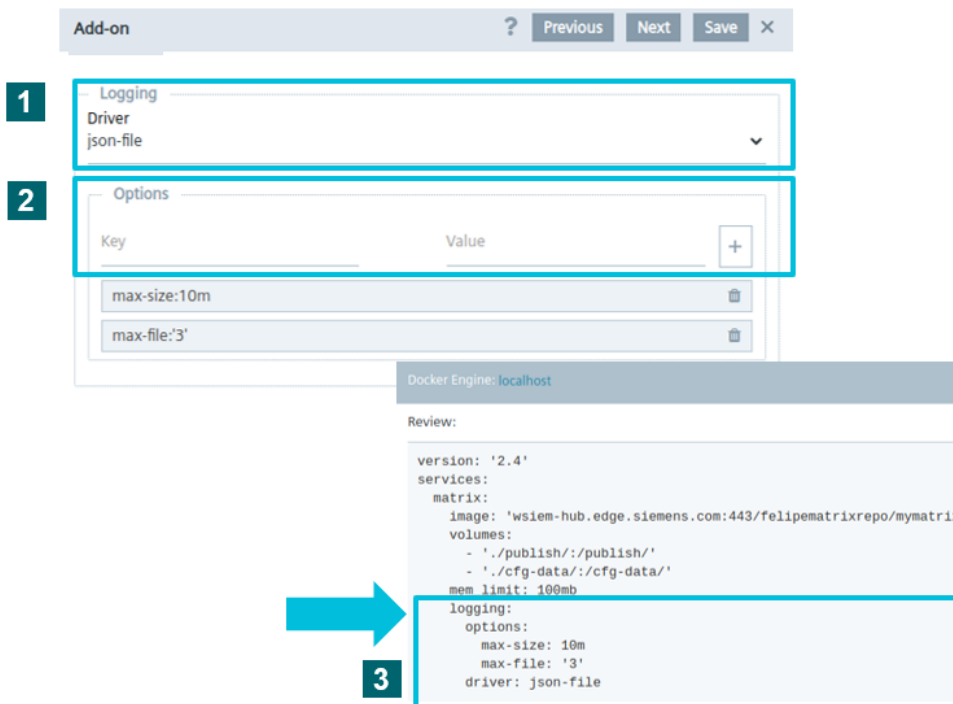 Add-on
? Previous Next Save ×
1
Logging
Driver
json-file
2
Options
Key Value +
max-size:10m
max-file:'3'
Docker Engine: localhost
Review:
version: '2.4'
services:
matrix:
image: 'wsiem-hub.edge.siemens.com:443/felipematrixrepo/mymatrix
volumes:
- './publish/:/publish/'
- './cfg-data/:/cfg-data/'
mem_limit: 100mb
logging:
options:
max-size: 10m
max-file: '3'
driver: json-file
3